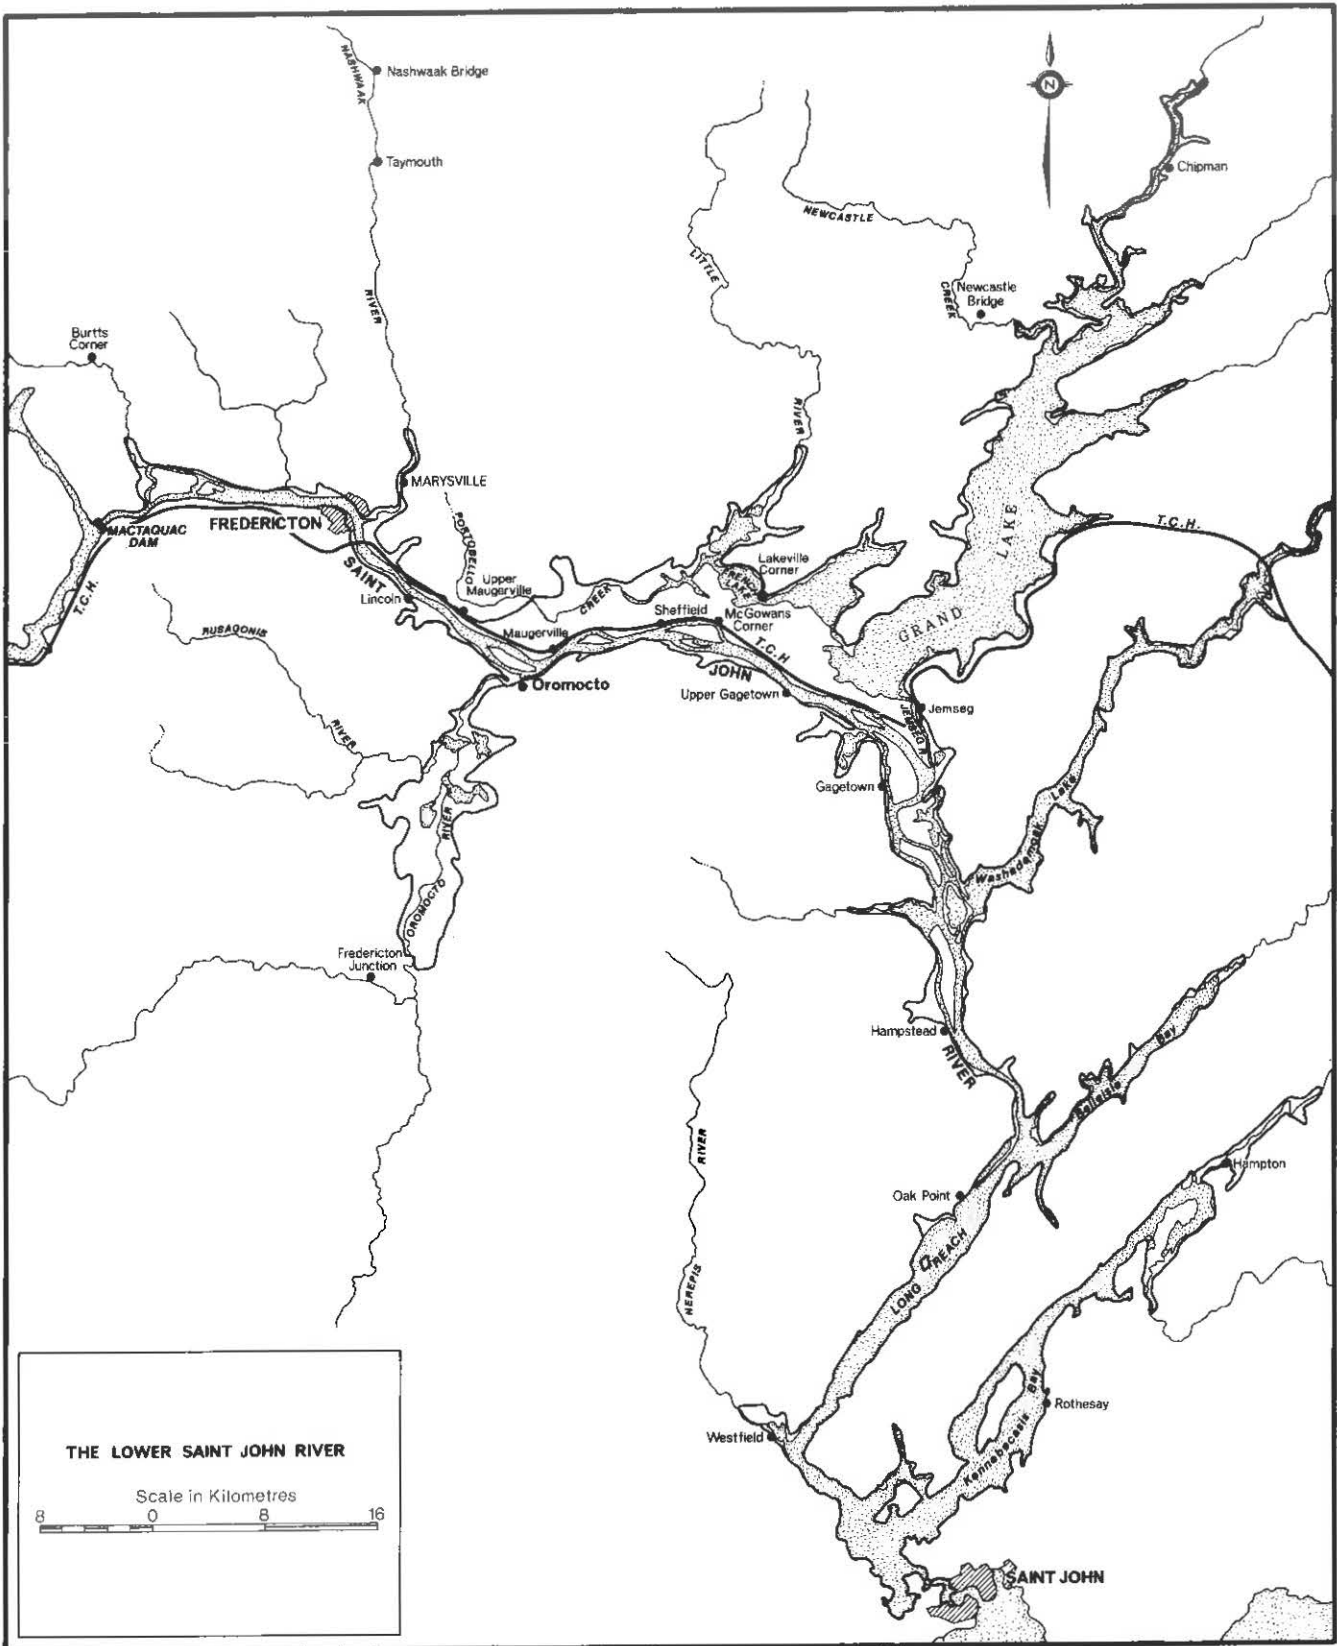 NASHWAAK
Nashwaak Bridge
N
Taymouth
Chipman
NEWCASTLE
LITTLE
RIVER
CREEK
Newcastle
Bridge
Burtts
Corner
RIVER
MARYSVILLE
MACTAQUAC
DAM
FREDERICTON
PORTOBELLO
LAKE
T.C.H.
SAINT
Lakeville
Corner
FRENCH
LAKE
T.C.H.
Upper
Maugerville
CREEK
Lincoln
Sheffield
McGowans
Corner
GRAND
RUSAGONIS
Maugerville
T.C.H
JOHN
Oromocto
Upper Gagetown
Jemseg
JEMSEG R
RIVER
Gagetown
RIVER
Washademoak Lake
OROMOCTO
Fredericton
Junction
Hampstead
RIVER
Belleisle Bay
RIVER
Hampton
Oak Point
LONG REACH
NEREPIS
Kennebecasis Bay
Rothesay
Westfield
THE LOWER SAINT JOHN RIVER
Scale in Kilometres
8 0 8 16
SAINT JOHN